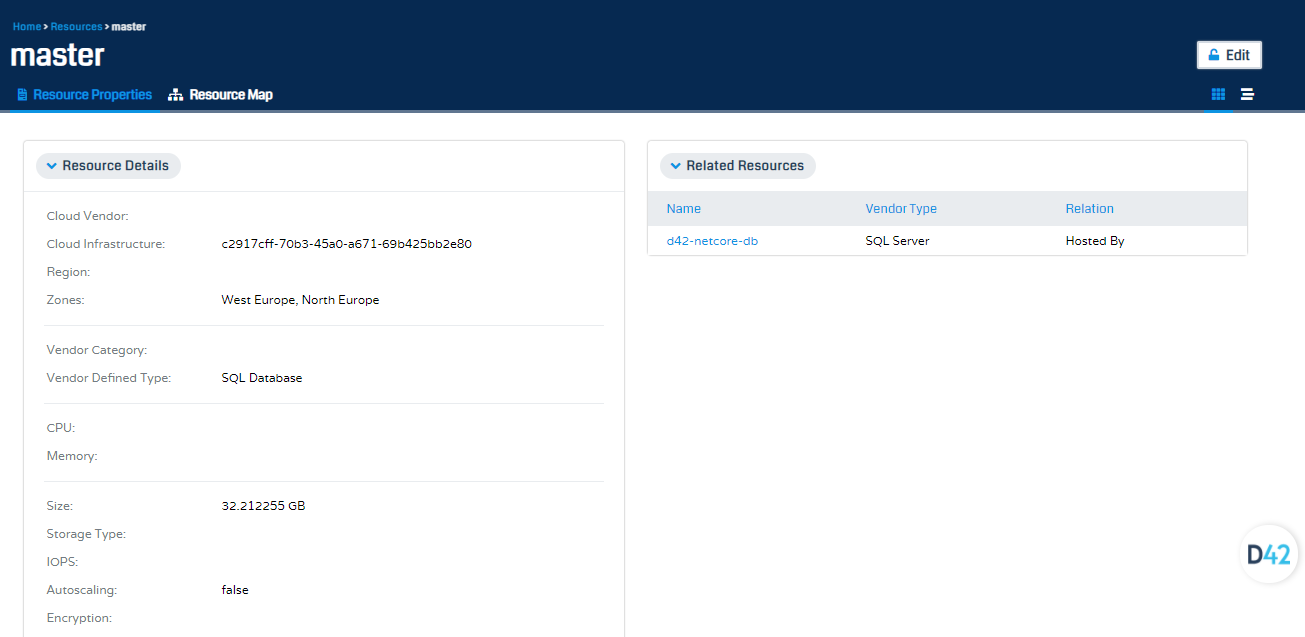 Home > Resources > master
master
Edit
Resource Properties
Resource Map
Resource Details
Cloud Vendor:
Cloud Infrastructure: c2917cff-70b3-45a0-a671-69b425bb2e80
Region:
Zones: West Europe, North Europe
Vendor Category:
Vendor Defined Type: SQL Database
CPU:
Memory:
Size: 32.212255 GB
Storage Type:
IOPS:
Autoscaling: false
Encryption:
Related Resources
Name Vendor Type Relation
d42-netcore-db SQL Server Hosted By
D42